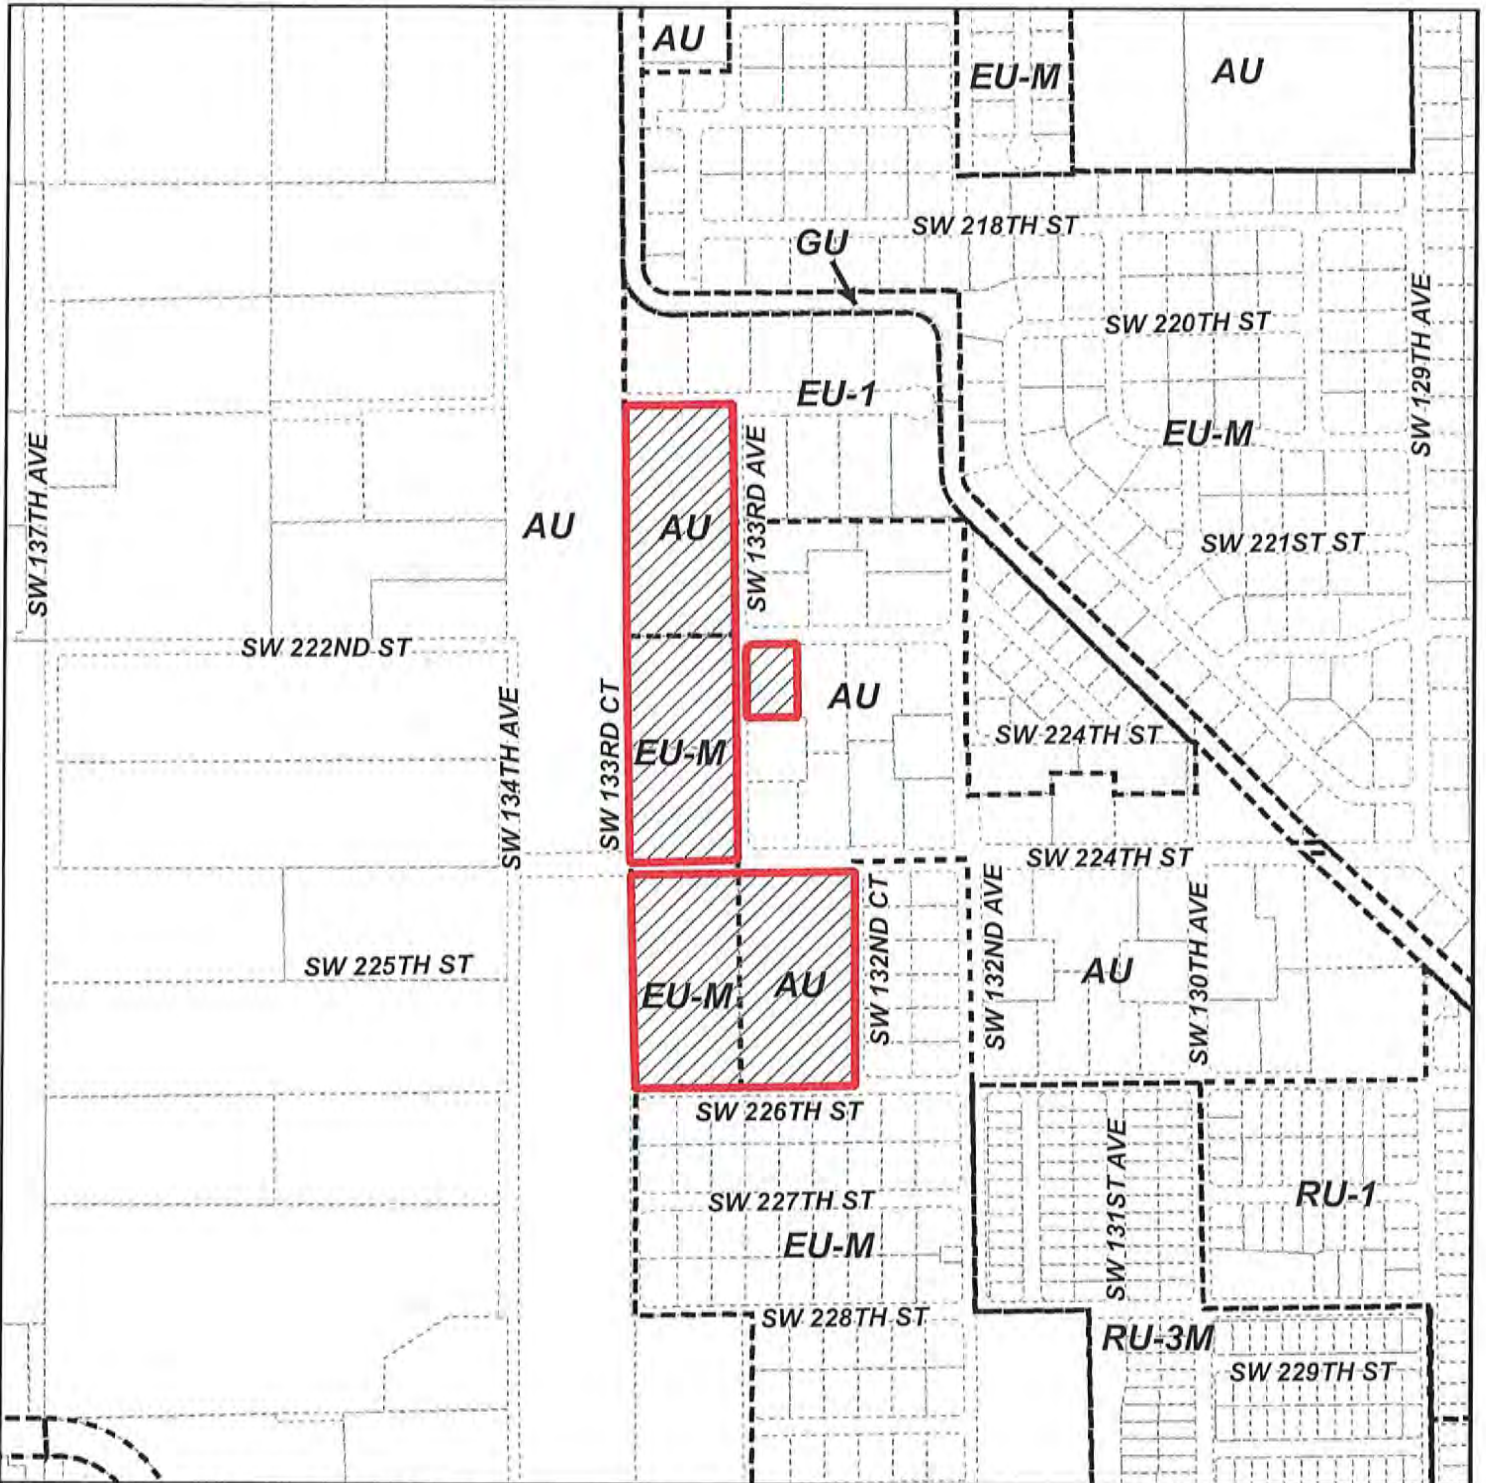 AU
EU-M
AU
SW 218TH ST
GU
SW 220TH ST
SW 129TH AVE
EU-1
EU-M
SW 137TH AVE
SW 133RD AVE
AU
AU
SW 221ST ST
SW 222ND ST
AU
SW 134TH AVE
SW 133RD CT
EU-M
SW 224TH ST
SW 224TH ST
SW 132ND CT
SW 132ND AVE
SW 130TH AVE
SW 225TH ST
EU-M
AU
AU
SW 226TH ST
SW 131ST AVE
SW 227TH ST
RU-1
EU-M
SW 228TH ST
RU-3M
SW 229TH ST